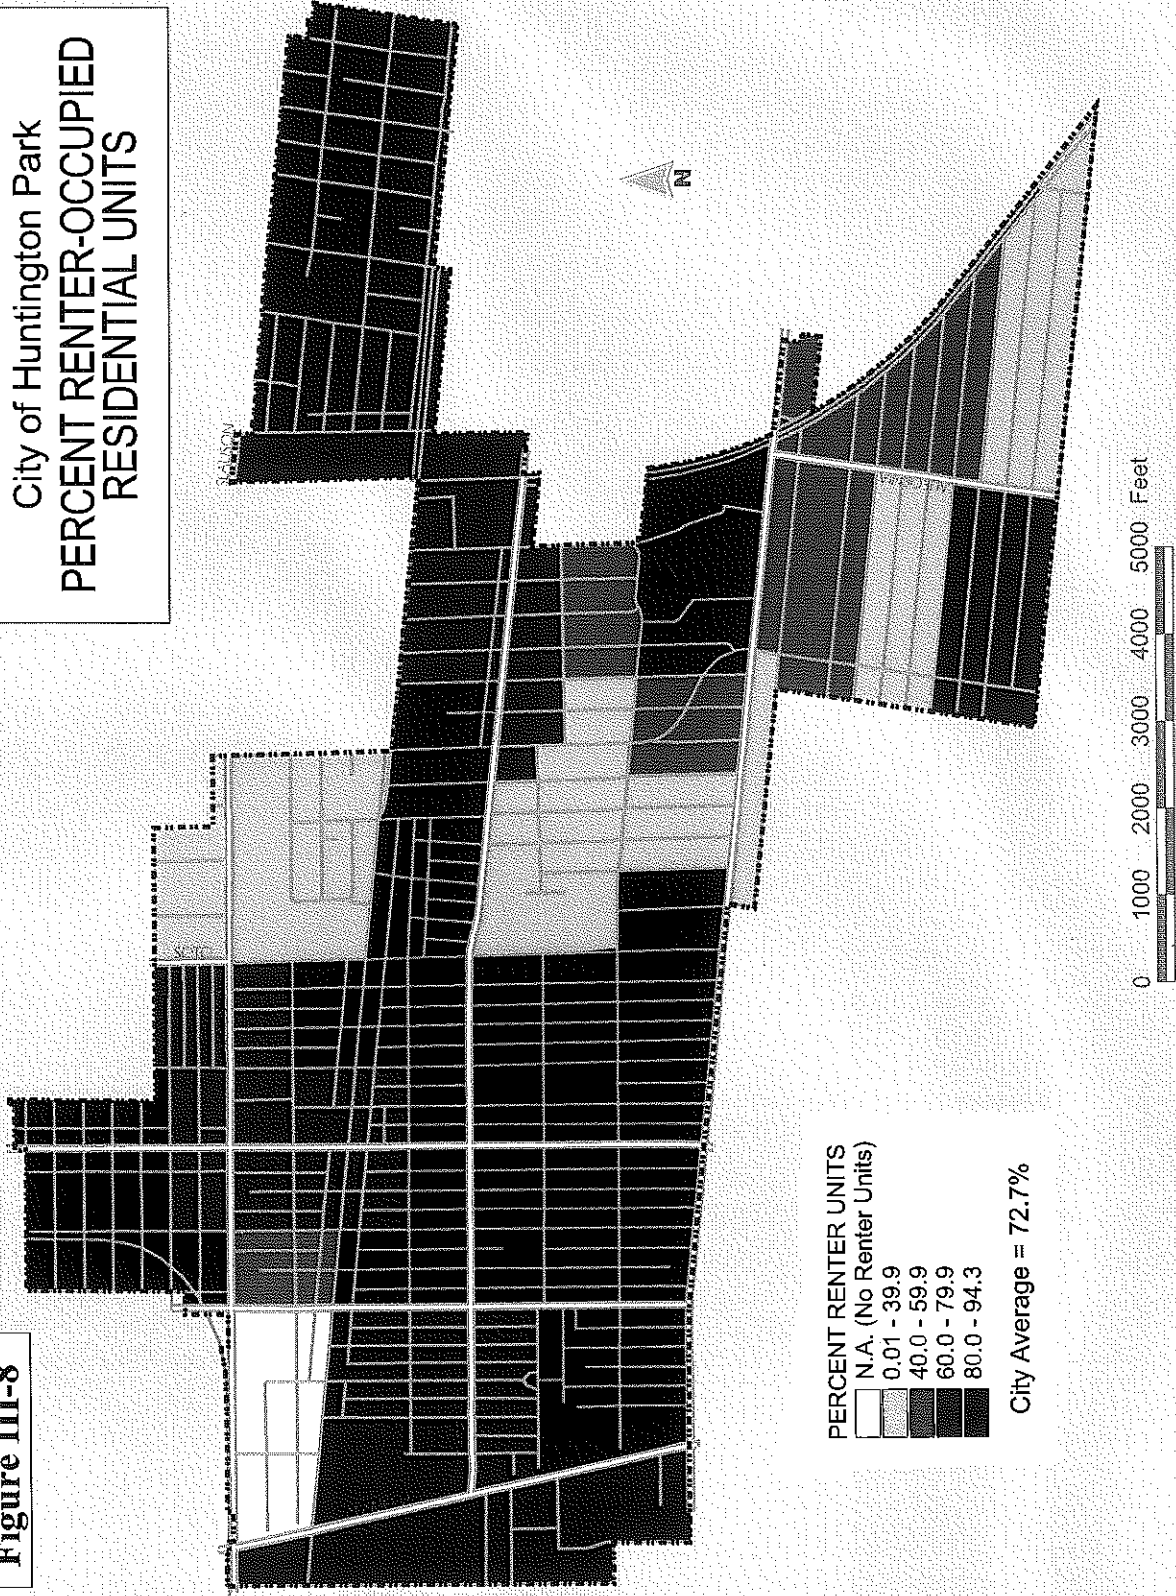 Figure III-8
City of Huntington Park
PERCENT RENTER-OCCUPIED
RESIDENTIAL UNITS
N
PERCENT RENTER UNITS
N.A. (No Renter Units)
0.01 - 39.9
40.0 - 59.9
60.0 - 79.9
80.0 - 94.3
City Average = 72.7%
0 1000 2000 3000 4000 5000 Feet